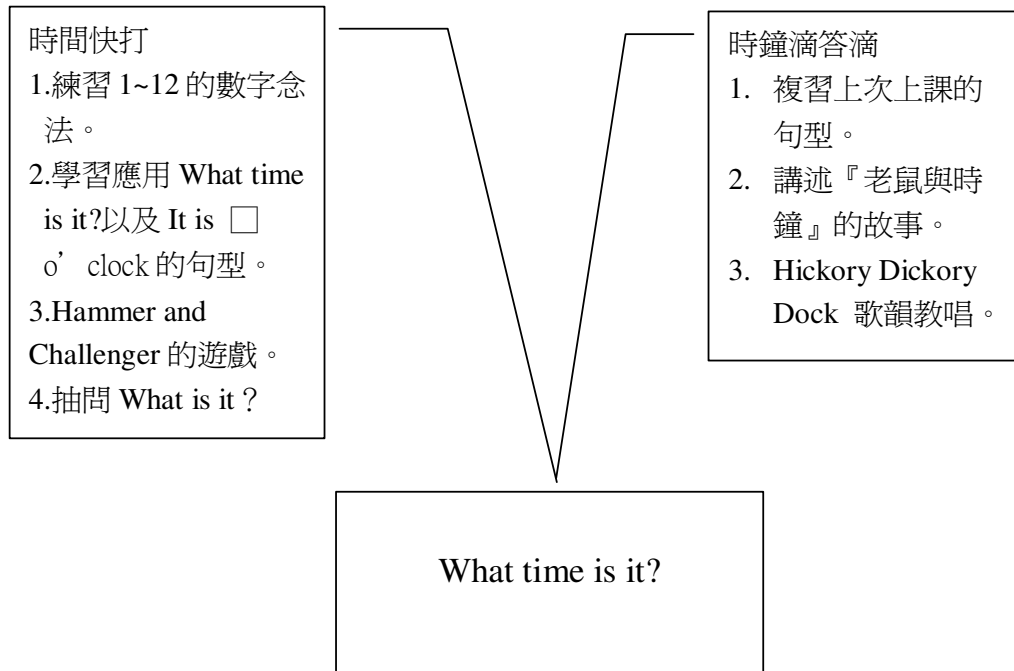 時間快打
1.練習 1~12 的數字念
法。
2.學習應用 What time
is it?以及 It is □
o’clock 的句型。
3.Hammer and
Challenger 的遊戲。
4.抽問 What is it？
時鐘滴答滴
1. 複習上次上課的
句型。
2. 講述『老鼠與時
鐘』的故事。
3. Hickory Dickory
Dock 歌韻教唱。
What time is it?